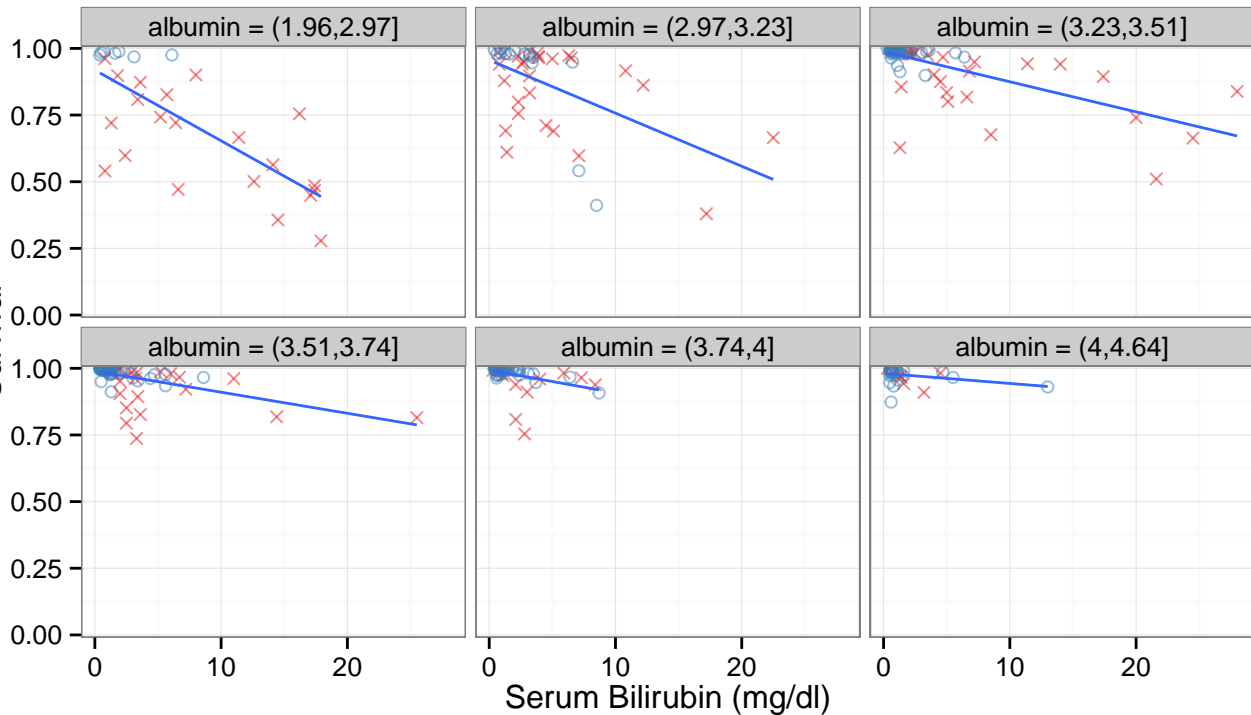 albumin = (1.96,2.97] albumin = (2.97,3.23] albumin = (3.23,3.51]
1.00
0.75
0.50
0.25
0.00
albumin = (3.51,3.74] albumin = (3.74,4] albumin = (4,4.64]
1.00
0.75
0.50
0.25
0.00
0 10 20 0 10 20 0 10 20
Serum Bilirubin (mg/dl)